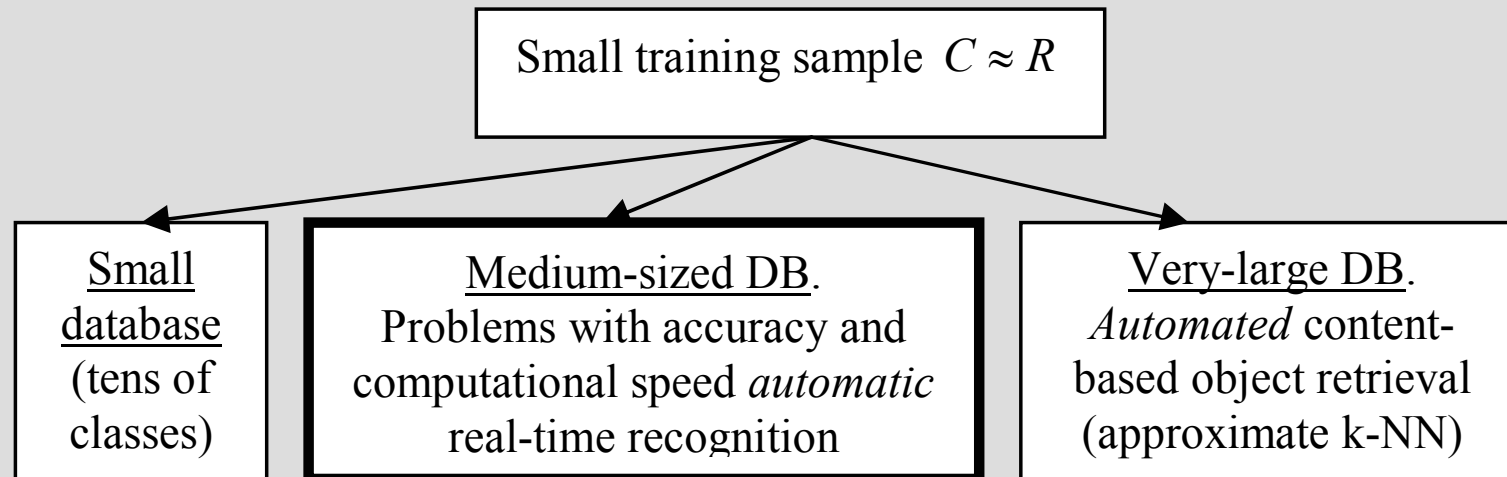 Small training sample C ≈ R
Small
database
(tens of
classes)
Medium-sized DB.
Problems with accuracy and
computational speed automatic
real-time recognition
Very-large DB.
Automated content-
based object retrieval
(approximate k-NN)